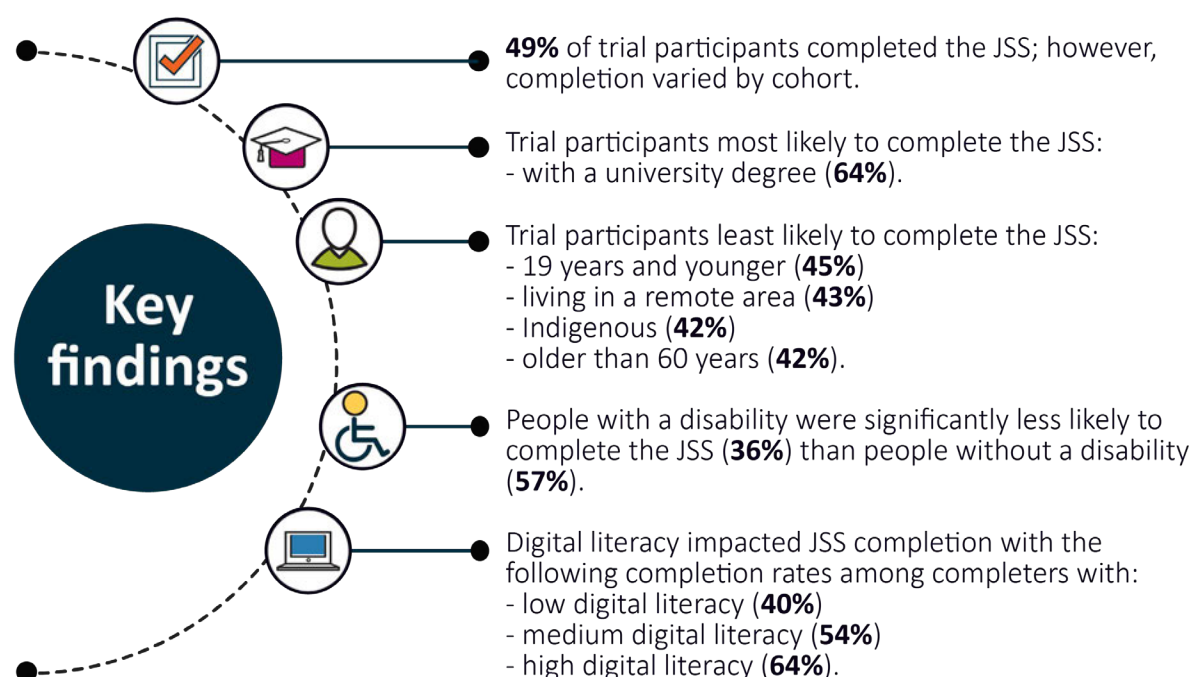 Key
findings
49% of trial participants completed the JSS; however,
completion varied by cohort.
Trial participants most likely to complete the JSS:
- with a university degree (64%).
Trial participants least likely to complete the JSS:
- 19 years and younger (45%)
- living in a remote area (43%)
- Indigenous (42%)
- older than 60 years (42%).
People with a disability were significantly less likely to
complete the JSS (36%) than people without a disability
(57%).
Digital literacy impacted JSS completion with the
following completion rates among completers with:
- low digital literacy (40%)
- medium digital literacy (54%)
- high digital literacy (64%).